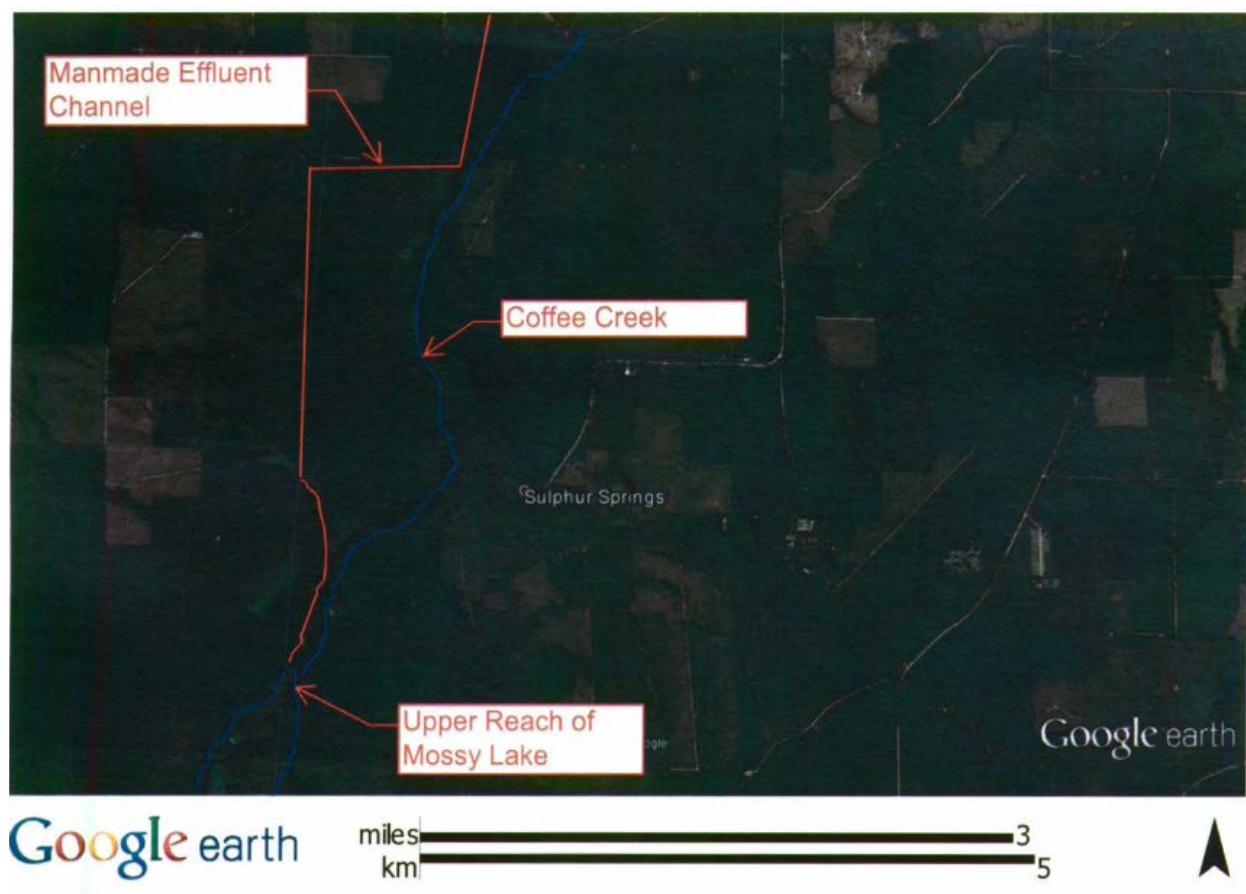 Manmade Effluent
Channel
Coffee Creek
Sulphur Springs
Upper Reach of
Mossy Lake
ogle
Google earth
Google earth
miles 3
km 5